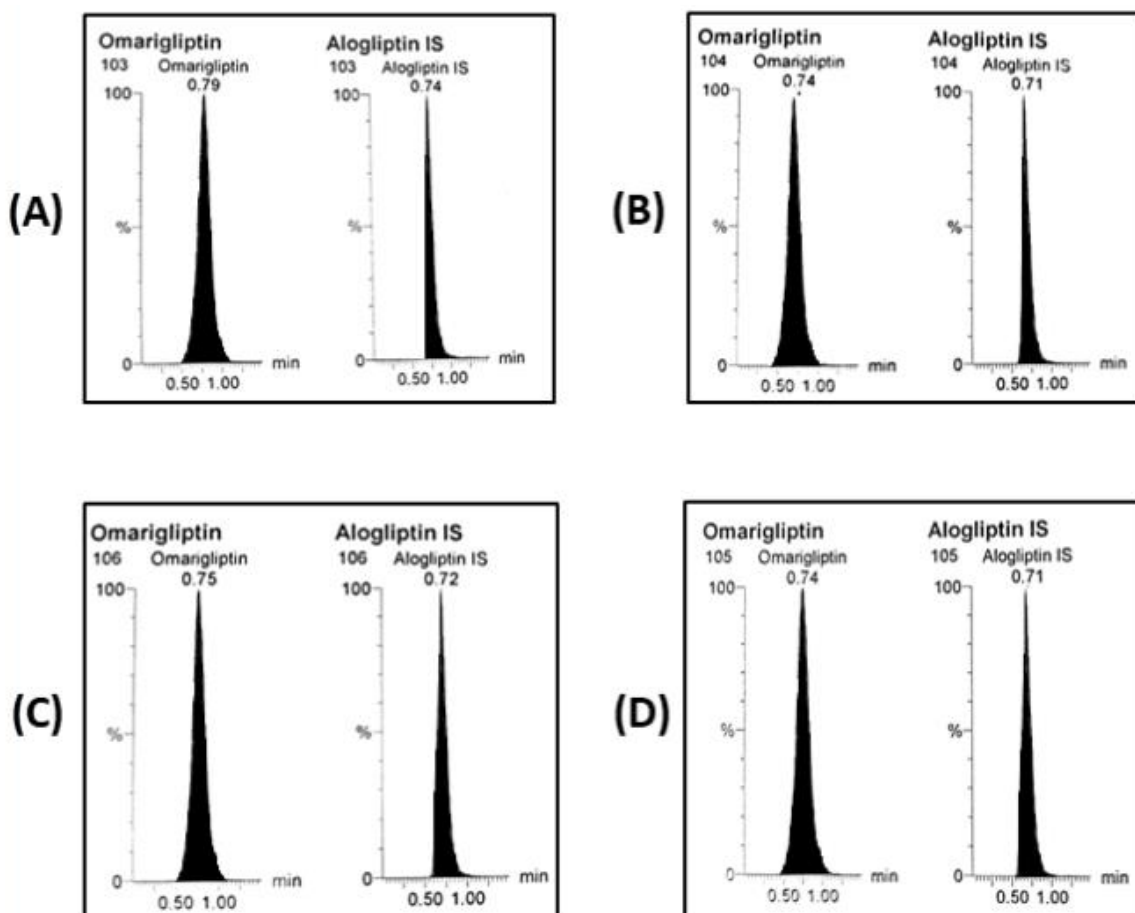 (A)
Omarigliptin
103 Omarigliptin
0.79
100
%
0
0.50 1.00
min
Alogliptin IS
103 Alogliptin IS
0.74
100
%
0
0.50 1.00
min
(B)
Omarigliptin
104 Omarigliptin
0.74
100
%
0
0.50 1.00
min
Alogliptin IS
104 Alogliptin IS
0.71
100
%
0
0.50 1.00
min
(C)
Omarigliptin
106 Omarigliptin
0.75
100
%
0
0.50 1.00
min
Alogliptin IS
106 Alogliptin IS
0.72
100
%
0
0.50 1.00
min
(D)
Omarigliptin
105 Omarigliptin
0.74
100
%
0
0.50 1.00
min
Alogliptin IS
105 Alogliptin IS
0.71
100
%
0
0.50 1.00
min